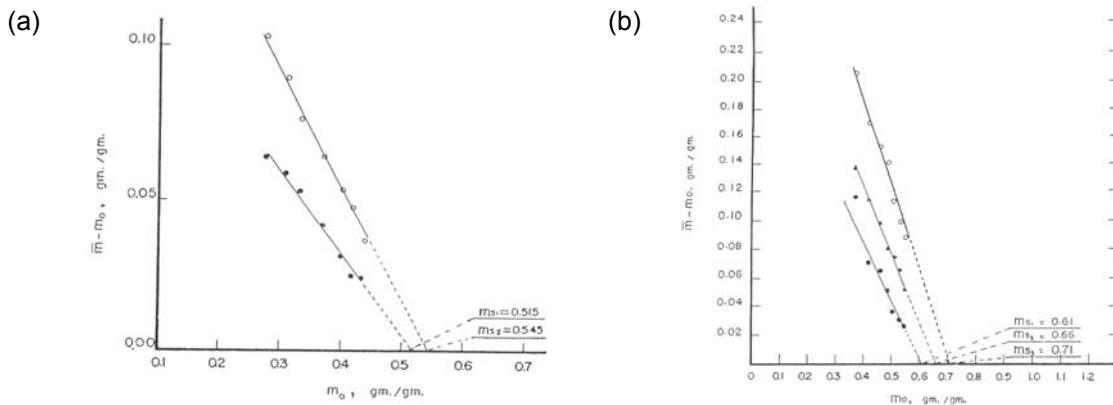 (a)
0.10
0.05
0.00
m̅ – m₀ , gm. /gm.
0.1 0.2 0.3 0.4 0.5 0.6 0.7
m₀ , gm. /gm.
ms₁ = 0.515
ms₂ = 0.545
(b)
0.24
0.22
0.20
0.18
0.16
0.14
0.12
0.10
0.08
0.06
0.04
0.02
m̅ – mo. gm. /gm.
0 0.1 0.2 0.3 0.4 0.5 0.6 0.7 0.8 0.9 1.0 1.1 1.2
mo, gm./gm.
ms₁ = 0.61
ms₂ = 0.66
ms₃ = 0.71